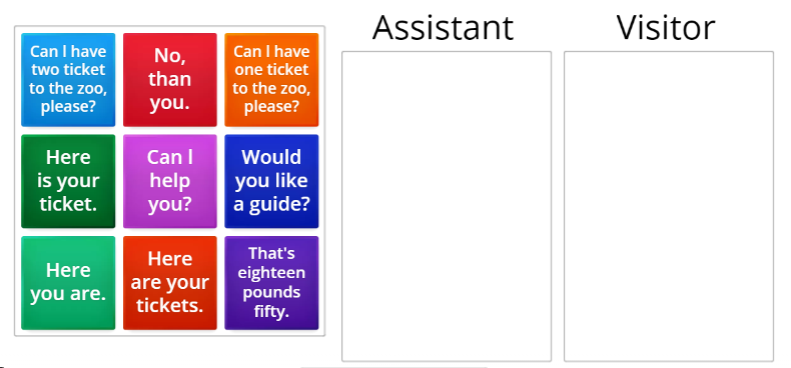 Assistant
Visitor
Can I have
two ticket
to the zoo,
please?
No,
than
you.
Can I have
one ticket
to the zoo,
please?
Here
is your
ticket.
Can I
help
you?
Would
you like
a guide?
Here
you are.
Here
are your
tickets.
That's
eighteen
pounds
fifty.